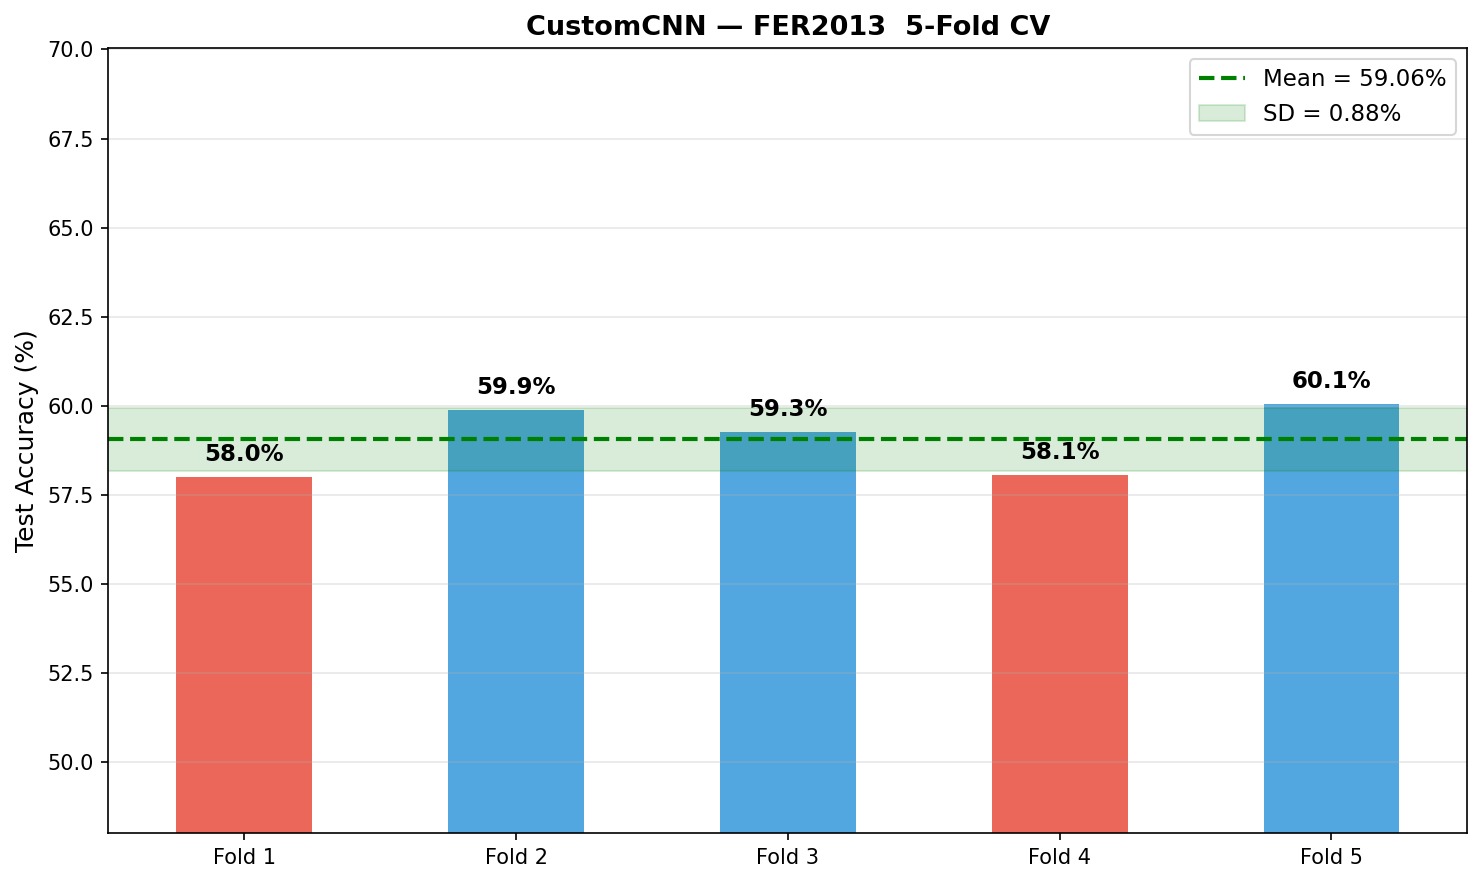 CustomCNN — FER2013  5-Fold CV
Mean = 59.06%
SD = 0.88%
Test Accuracy (%)
70.0
67.5
65.0
62.5
60.0
57.5
55.0
52.5
50.0
58.0%
59.9%
59.3%
58.1%
60.1%
Fold 1
Fold 2
Fold 3
Fold 4
Fold 5